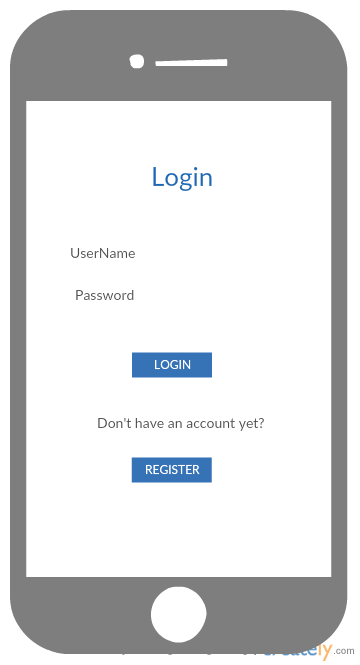 Login
UserName
Password
LOGIN
Don't have an account yet?
REGISTER
creately.com